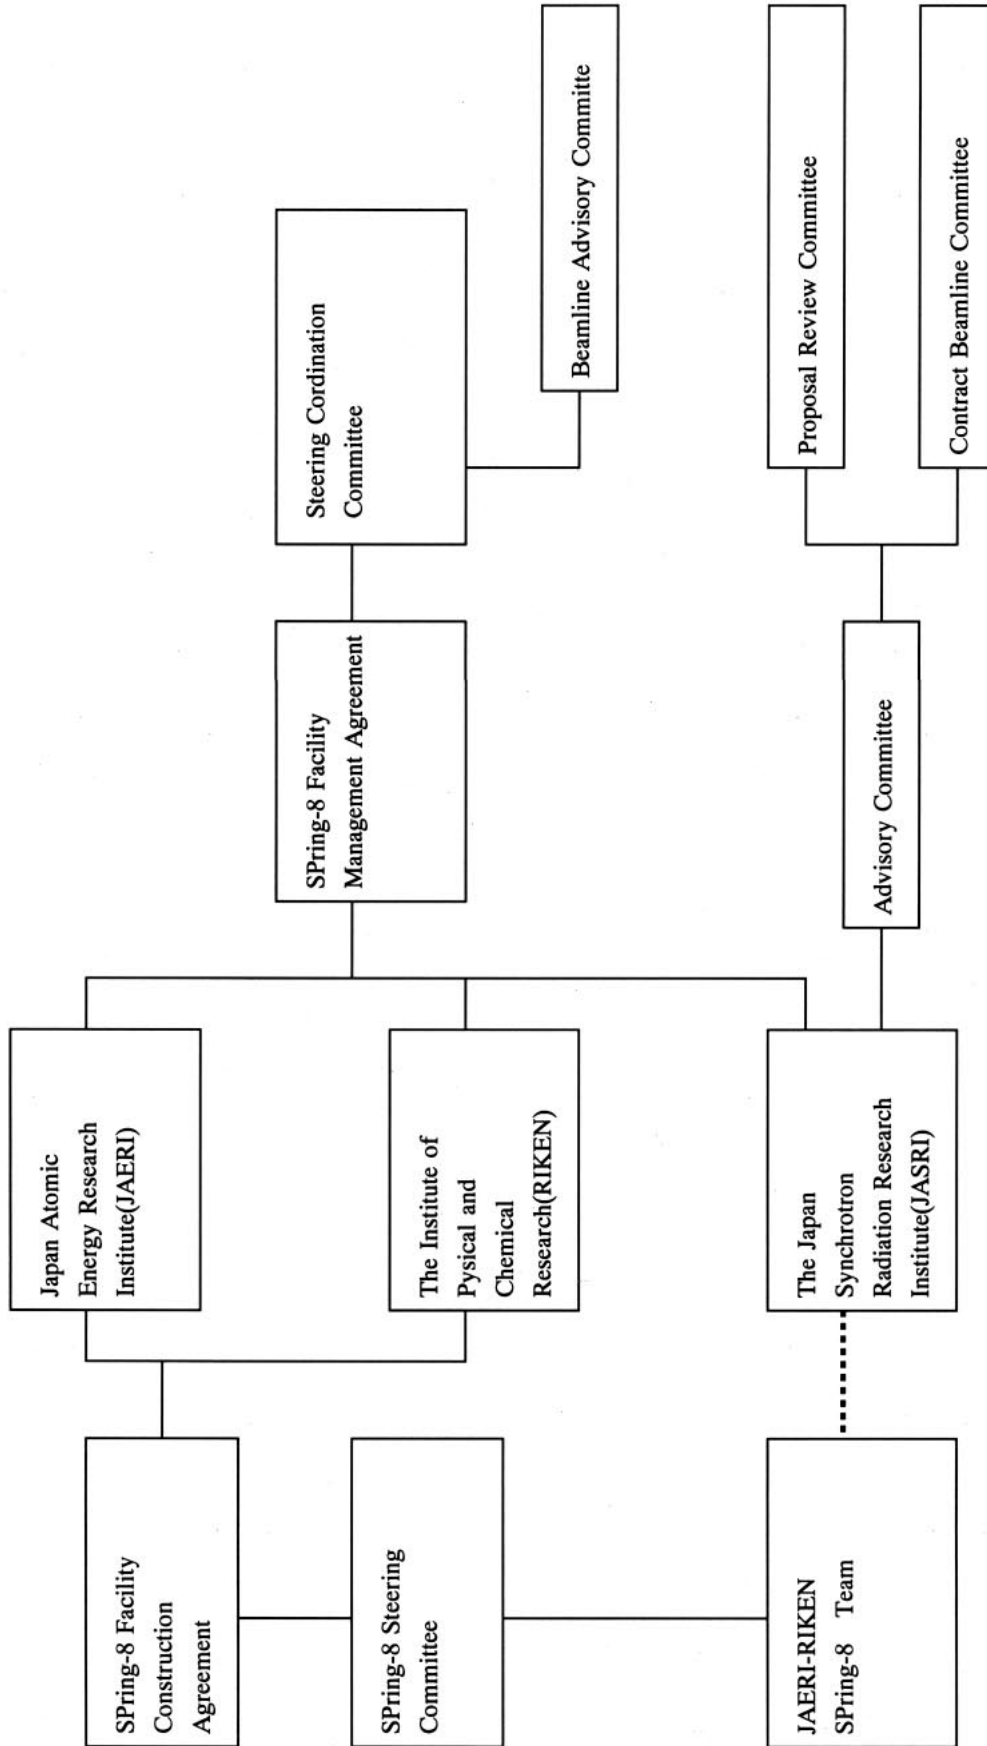 SPring-8 Facility
Construction
Agreement
SPring-8 Steering
Committee
JAERI-RIKEN
SPring-8 Team
Japan Atomic
Energy Research
Institute(JAERI)
The Institute of
Pysical and
Chemical
Research(RIKEN)
The Japan
Synchrotron
Radiation Research
Institute(JASRI)
SPring-8 Facility
Management Agreement
Advisory Committee
Steering Cordination
Committee
Beamline Advisory Committe
Proposal Review Committee
Contract Beamline Committee